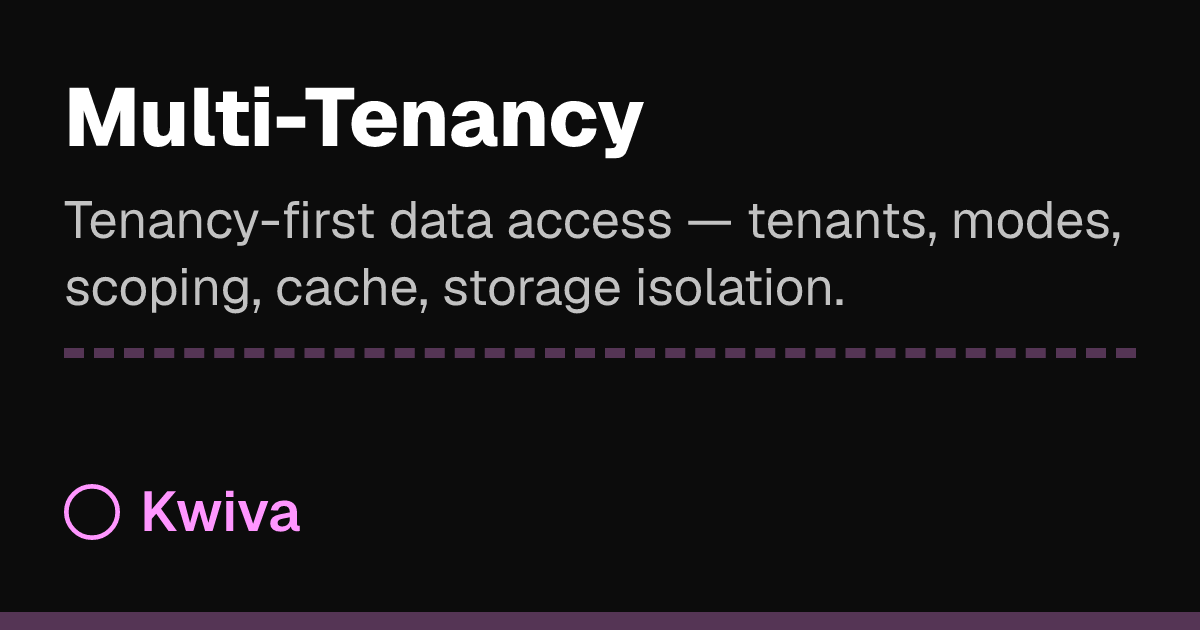 Multi-Tenancy
Tenancy-first data access — tenants, modes,
scoping, cache, storage isolation.
Kwiva